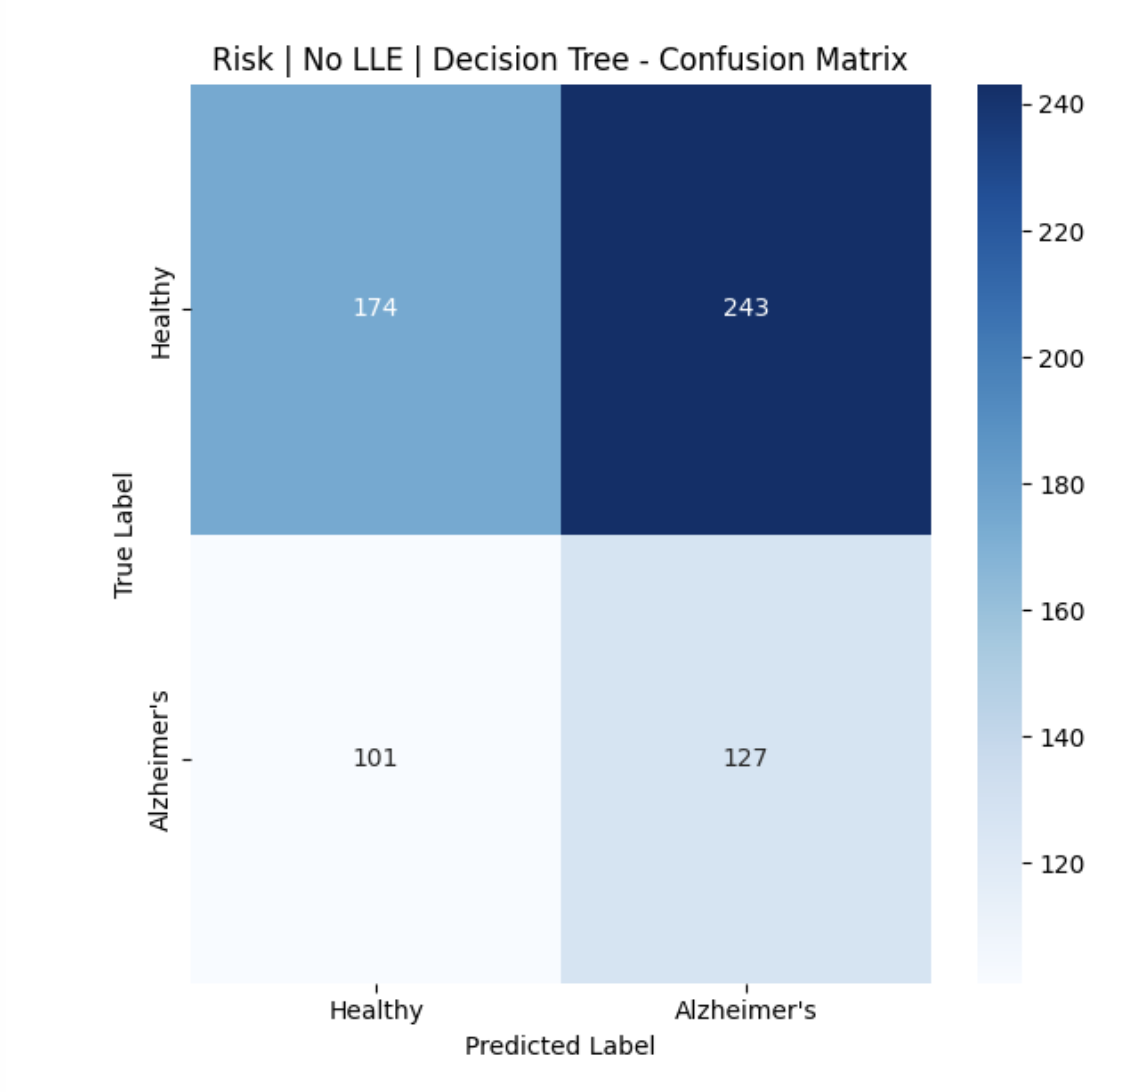 Risk | No LLE | Decision Tree - Confusion Matrix
174
243
101
127
Healthy
Alzheimer's
True Label
Healthy
Alzheimer's
Predicted Label
240
220
200
180
160
140
120